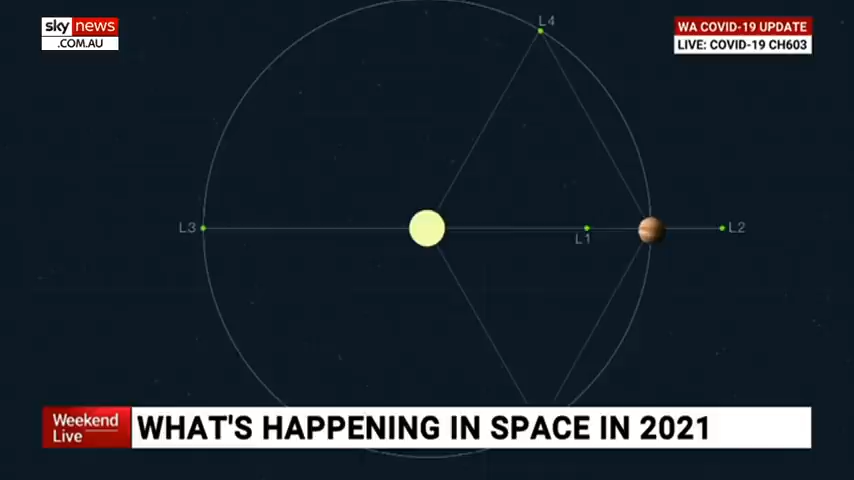 sky news
.COM.AU
WA COVID-19 UPDATE
LIVE: COVID-19 CH603
L4
L3
L1
L2
Weekend
Live
WHAT'S HAPPENING IN SPACE IN 2021